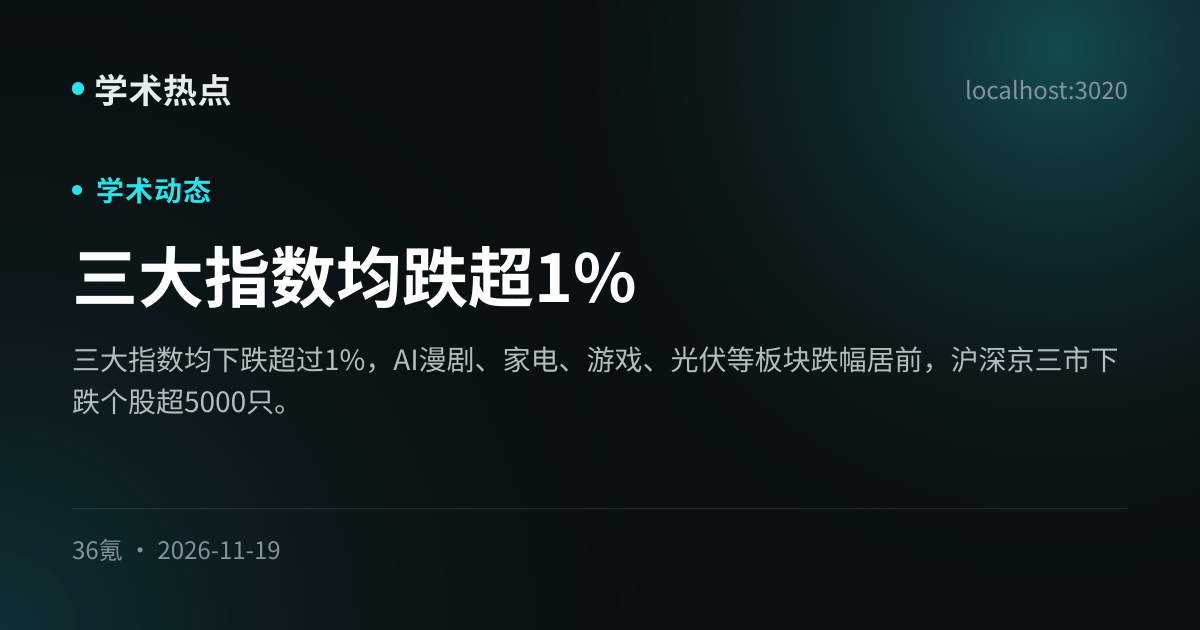 学术热点
localhost:3020
学术动态
三大指数均跌超1%
三大指数均下跌超过1%，AI漫剧、家电、游戏、光伏等板块跌幅居前，沪深京三市下
跌个股超5000只。
36氪 · 2026-11-19